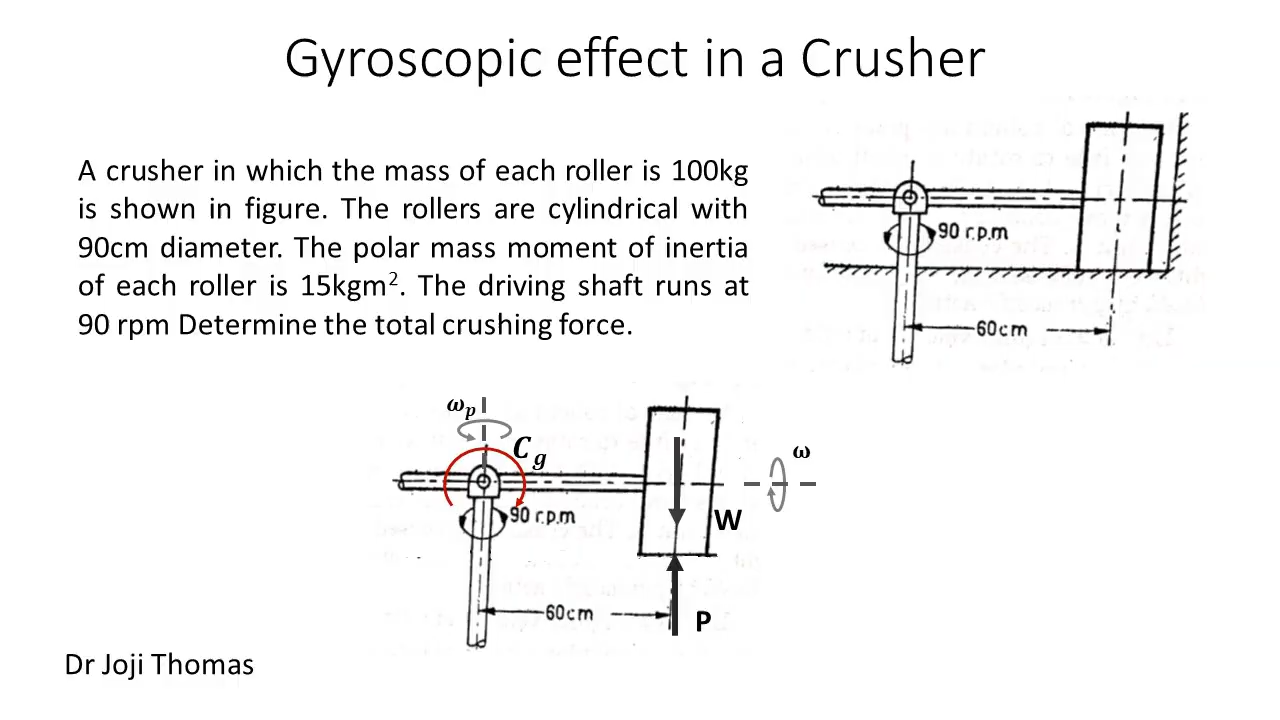 Gyroscopic effect in a Crusher
A crusher in which the mass of each roller is 100kg
is shown in figure. The rollers are cylindrical with
90cm diameter. The polar mass moment of inertia
of each roller is 15kgm². The driving shaft runs at
90 rpm Determine the total crushing force.
90 r.p.m
60cm
ωp
Cg
ω
90 r.p.m
W
60cm
P
Dr Joji Thomas